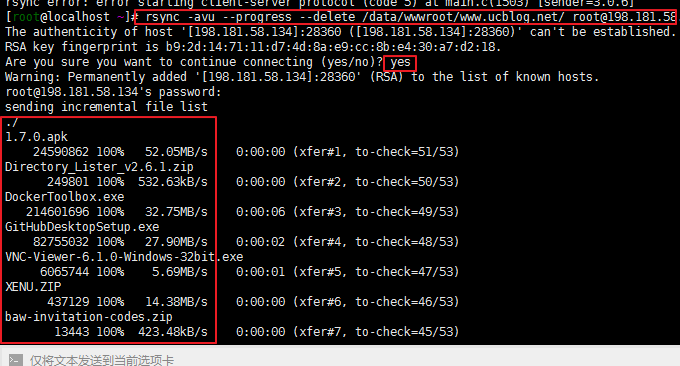 rsync error: error starting client-server protocol (code 5) at main.c(1503) [sender=3.0.6]
[root@localhost ~]# rsync -avu --progress --delete /data/wwwroot/www.ucblog.net/ root@198.181.58
The authenticity of host '[198.181.58.134]:28360 ([198.181.58.134]:28360)' can't be established.
RSA key fingerprint is b9:2d:14:71:11:d7:4d:8a:e9:cc:8b:e4:30:a7:d2:18.
Are you sure you want to continue connecting (yes/no)? yes
Warning: Permanently added '[198.181.58.134]:28360' (RSA) to the list of known hosts.
root@198.181.58.134's password:
sending incremental file list
./
1.7.0.apk
24590862 100% 52.05MB/s 0:00:00 (xfer#1, to-check=51/53)
Directory_Lister_v2.6.1.zip
249801 100% 532.63kB/s 0:00:00 (xfer#2, to-check=50/53)
DockerToolbox.exe
214601696 100% 32.75MB/s 0:00:06 (xfer#3, to-check=49/53)
GitHubDesktopSetup.exe
82755032 100% 27.90MB/s 0:00:02 (xfer#4, to-check=48/53)
VNC-Viewer-6.1.0-Windows-32bit.exe
6065744 100% 5.69MB/s 0:00:01 (xfer#5, to-check=47/53)
XENU.ZIP
437129 100% 14.38MB/s 0:00:00 (xfer#6, to-check=46/53)
baw-invitation-codes.zip
13443 100% 423.48kB/s 0:00:00 (xfer#7, to-check=45/53)
仅将文本发送到当前选项卡